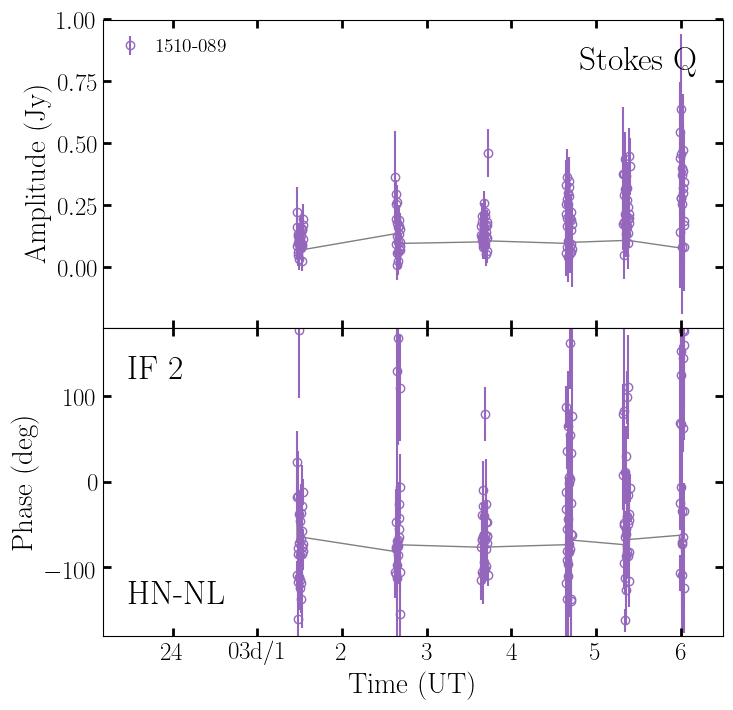 1.00
1510-089
Stokes Q
0.75
0.50
0.25
0.00
Amplitude (Jy)
IF 2
100
0
−100
Phase (deg)
HN-NL
24 03d/1 2 3 4 5 6
Time (UT)